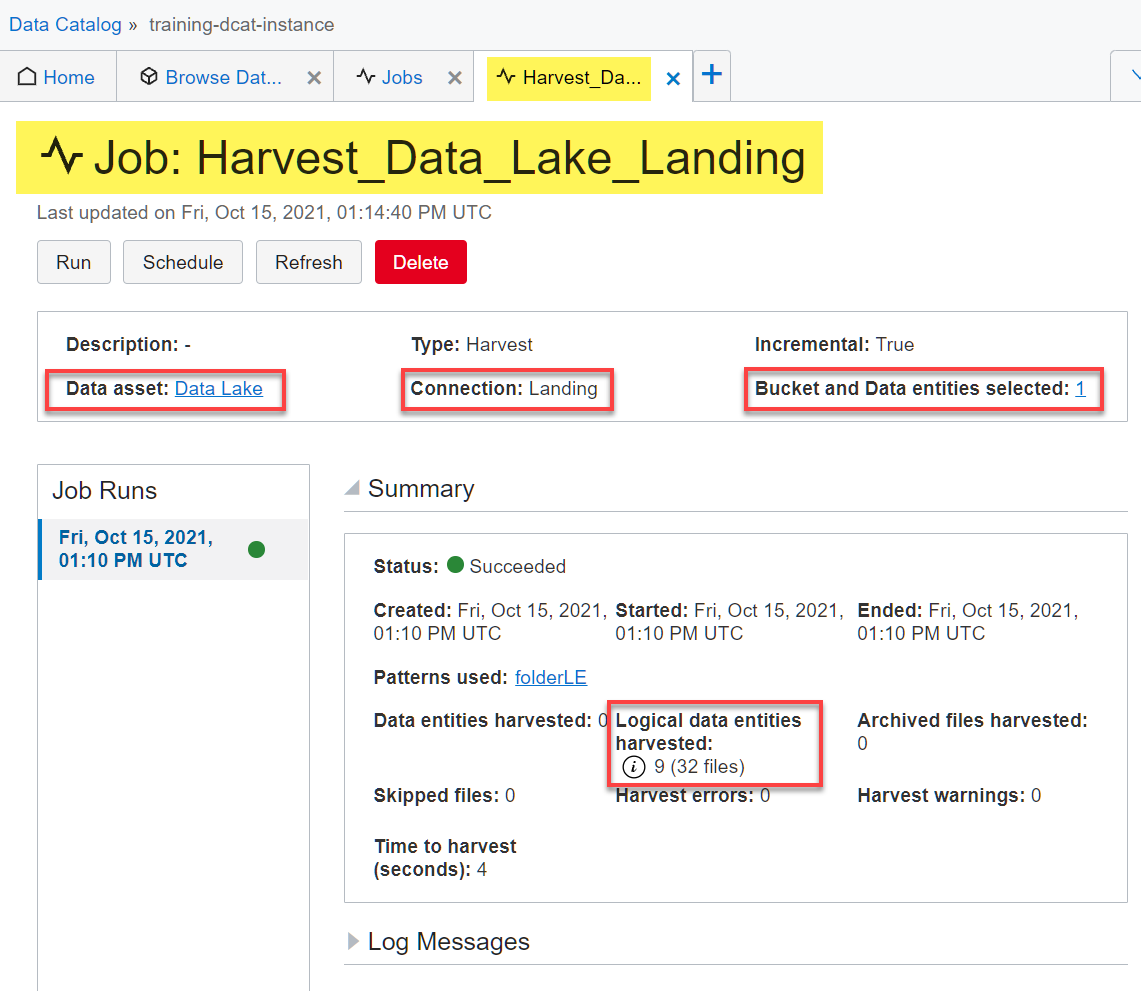 Data Catalog » training-dcat-instance
Home Browse Dat... Jobs Harvest_Da...
Job: Harvest_Data_Lake_Landing
Last updated on Fri, Oct 15, 2021, 01:14:40 PM UTC
Run Schedule Refresh Delete
Description: - Type: Harvest Incremental: True
Data asset: Data Lake Connection: Landing Bucket and Data entities selected: 1
Job Runs
Fri, Oct 15, 2021,
01:10 PM UTC
Summary
Status: Succeeded
Created: Fri, Oct 15, 2021, Started: Fri, Oct 15, 2021, Ended: Fri, Oct 15, 2021,
01:10 PM UTC 01:10 PM UTC 01:10 PM UTC
Patterns used: folderLE
Data entities harvested: 0 Logical data entities Archived files harvested:
harvested: 0
i 9 (32 files)
Skipped files: 0 Harvest errors: 0 Harvest warnings: 0
Time to harvest
(seconds): 4
Log Messages